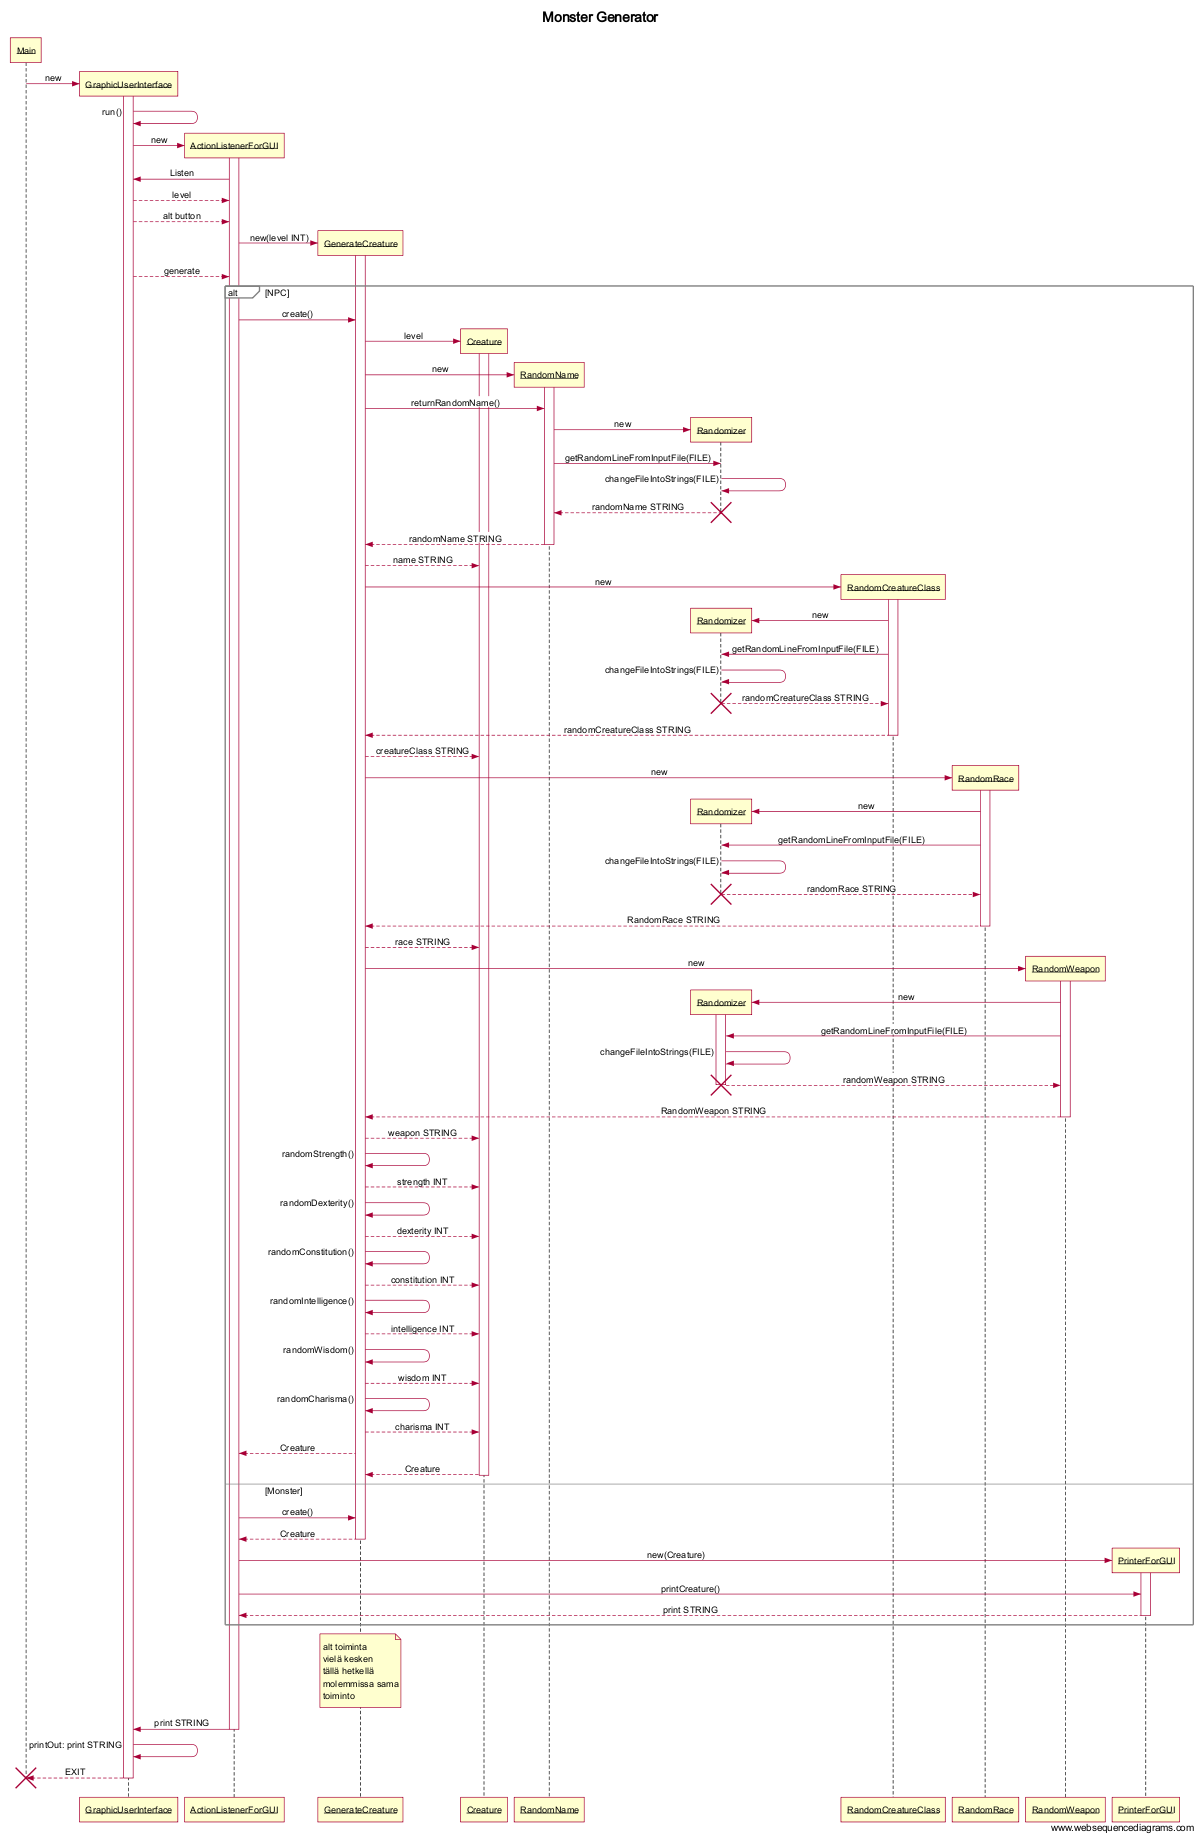 Monster Generator
Main
new
GraphicUserInterface
run()
new
ActionListenerForGUI
Listen
level
alt button
new(level INT)
GenerateCreature
generate
alt [NPC]
create()
level
Creature
new
RandomName
returnRandomName()
new
Randomizer
getRandomLineFromInputFile(FILE)
changeFileIntoStrings(FILE)
randomName STRING
randomName STRING
name STRING
new
RandomCreatureClass
Randomizer
new
getRandomLineFromInputFile(FILE)
changeFileIntoStrings(FILE)
randomCreatureClass STRING
randomCreatureClass STRING
creatureClass STRING
new
RandomRace
Randomizer
new
getRandomLineFromInputFile(FILE)
changeFileIntoStrings(FILE)
randomRace STRING
RandomRace STRING
race STRING
new
RandomWeapon
Randomizer
new
getRandomLineFromInputFile(FILE)
changeFileIntoStrings(FILE)
randomWeapon STRING
RandomWeapon STRING
weapon STRING
randomStrength()
strength INT
randomDexterity()
dexterity INT
randomConstitution()
constitution INT
randomIntelligence()
intelligence INT
randomWisdom()
wisdom INT
randomCharisma()
charisma INT
Creature
Creature
[Monster]
create()
Creature
new(Creature)
PrinterForGUI
printCreature()
print STRING
alt toiminta
vielä kesken
tällä hetkellä
molemmissa sama
toiminto
print STRING
printOut: print STRING
EXIT
GraphicUserInterface
ActionListenerForGUI
GenerateCreature
Creature
RandomName
RandomCreatureClass
RandomRace
RandomWeapon
PrinterForGUI
www.websequencediagrams.com